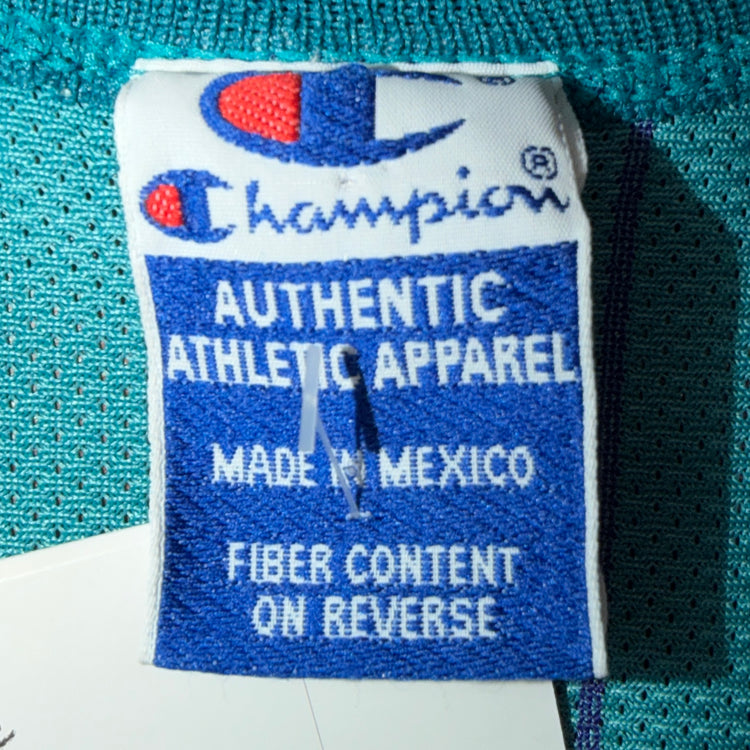 Champion®
AUTHENTIC
ATHLETIC APPAREL
MADE IN MEXICO
FIBER CONTENT
ON REVERSE